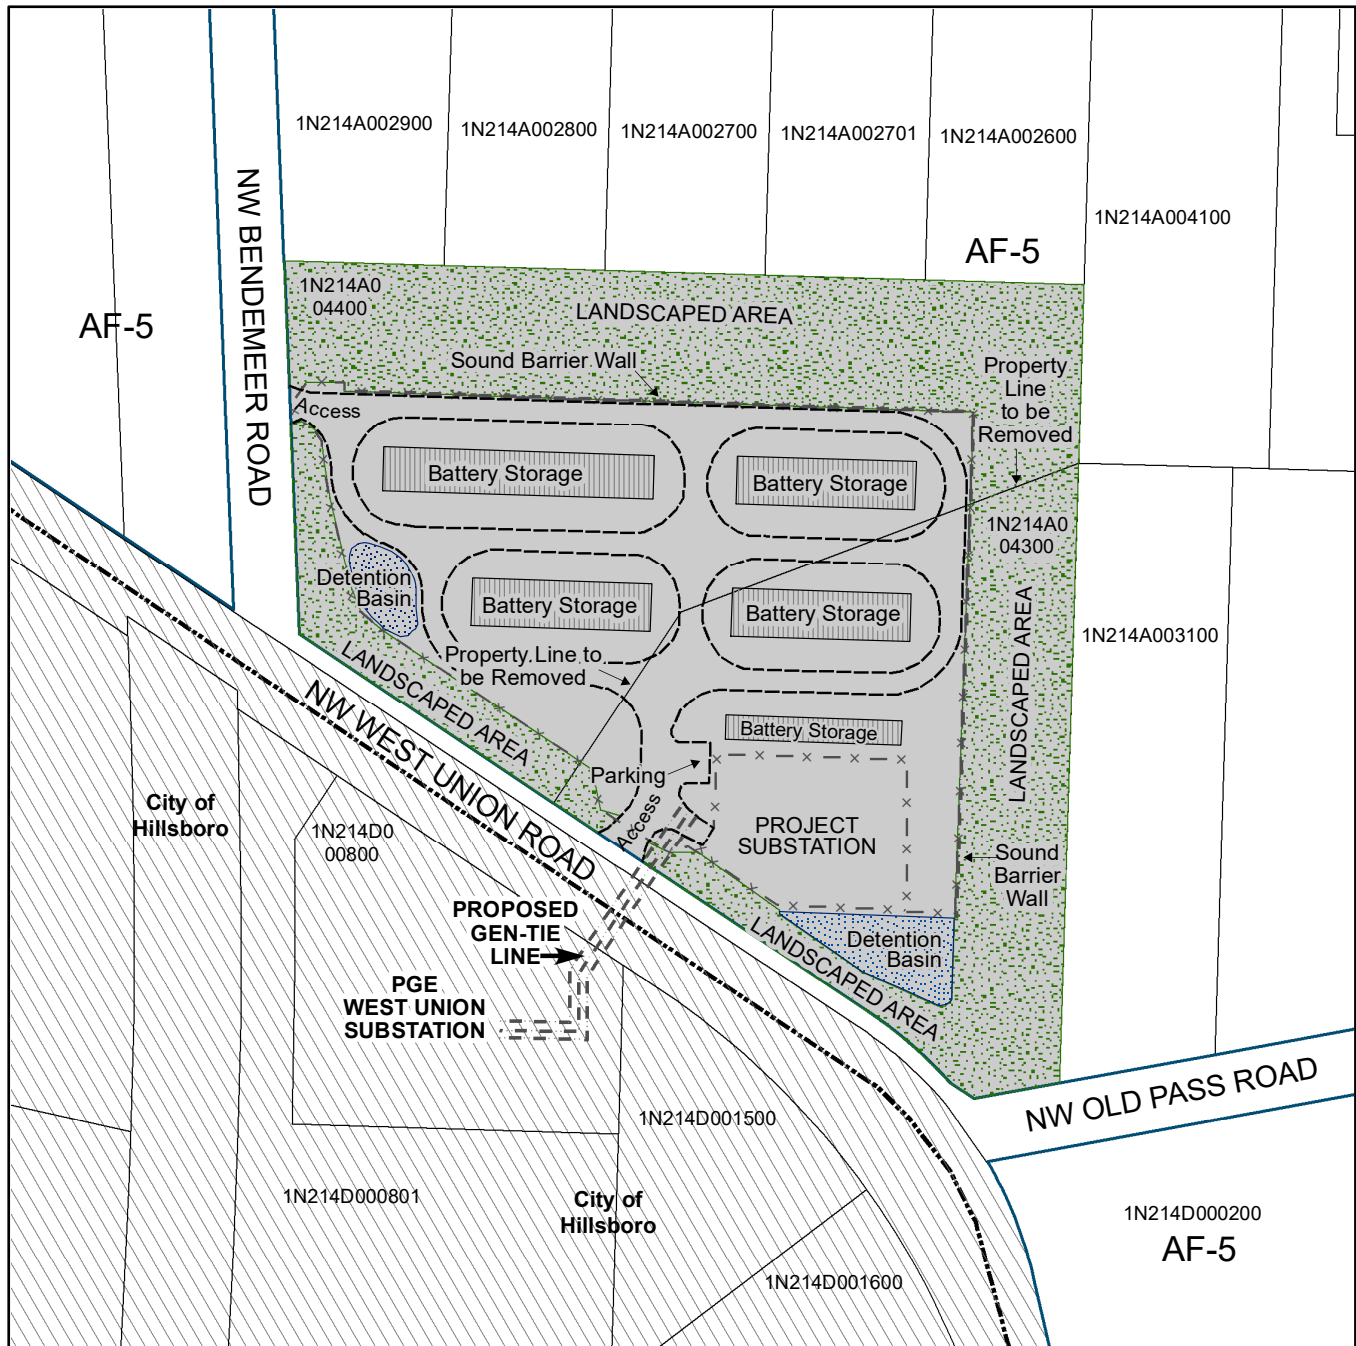 1N214A002900
1N214A002800
1N214A002700
1N214A002701
1N214A002600
1N214A004100
NW BENDEMEER ROAD
AF-5
AF-5
1N214A0
04400
LANDSCAPED AREA
Sound Barrier Wall
Property
Line
to be
Removed
Access
Battery Storage
Battery Storage
1N214A0
04300
Detention
Basin
Battery Storage
Battery Storage
LANDSCAPED AREA
1N214A003100
Property Line to
be Removed
LANDSCAPED AREA
NW WEST UNION ROAD
Battery Storage
Parking
Access
PROJECT
SUBSTATION
Sound
Barrier
Wall
City of
Hillsboro
1N214D0
00800
PROPOSED
GEN-TIE
LINE
LANDSCAPED AREA
Detention
Basin
PGE
WEST UNION
SUBSTATION
NW OLD PASS ROAD
1N214D001500
1N214D000801
City of
Hillsboro
1N214D000200
AF-5
1N214D001600